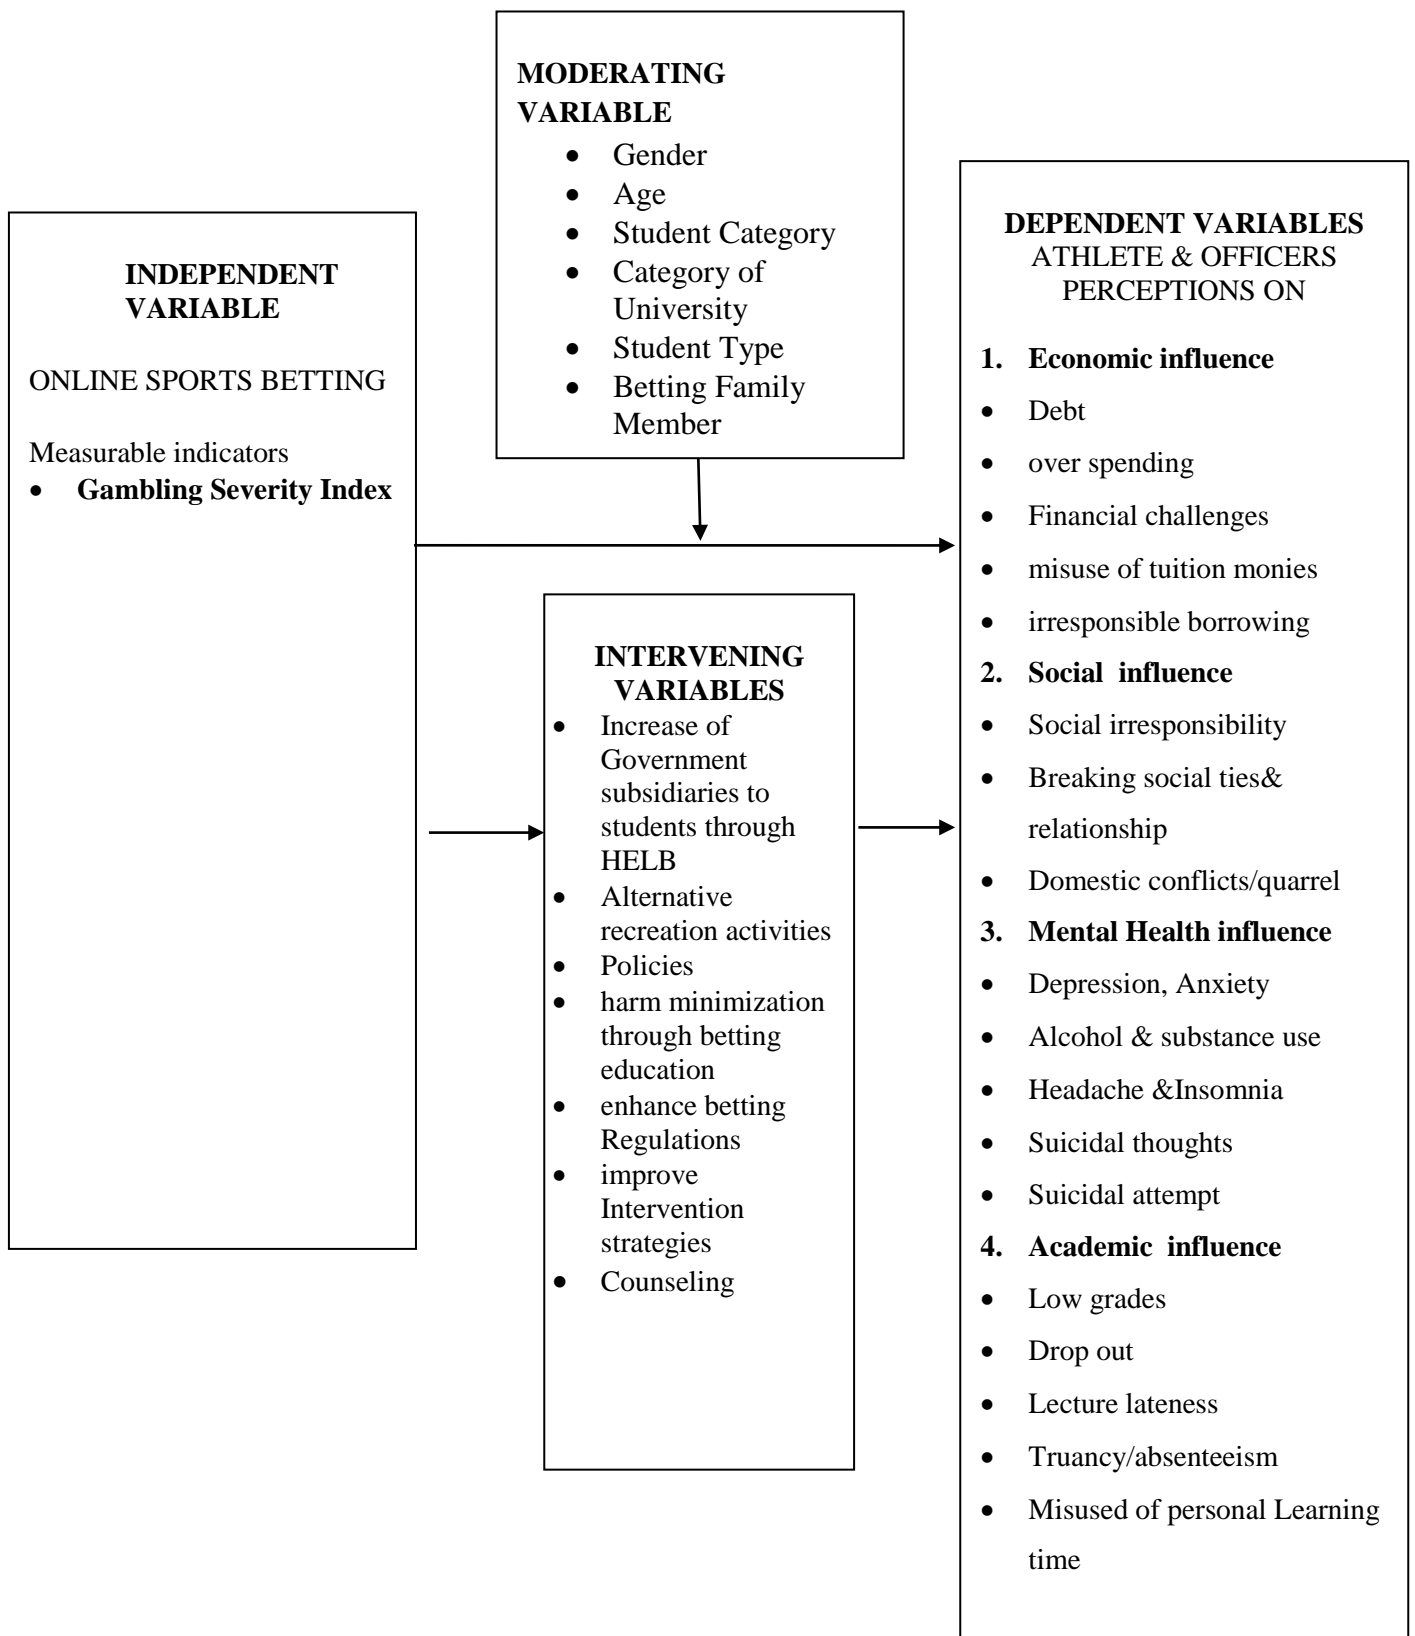 MODERATING
VARIABLE
• Gender
• Age
• Student Category
• Category of
University
• Student Type
• Betting Family
Member
INDEPENDENT
VARIABLE
ONLINE SPORTS BETTING
Measurable indicators
• Gambling Severity Index
INTERVENING
VARIABLES
• Increase of
Government
subsidiaries to
students through
HELB
• Alternative
recreation activities
• Policies
• harm minimization
through betting
education
• enhance betting
Regulations
• improve
Intervention
strategies
• Counseling
DEPENDENT VARIABLES
ATHLETE & OFFICERS
PERCEPTIONS ON
1. Economic influence
• Debt
• over spending
• Financial challenges
• misuse of tuition monies
• irresponsible borrowing
2. Social influence
• Social irresponsibility
• Breaking social ties&
relationship
• Domestic conflicts/quarrel
3. Mental Health influence
• Depression, Anxiety
• Alcohol & substance use
• Headache &Insomnia
• Suicidal thoughts
• Suicidal attempt
4. Academic influence
• Low grades
• Drop out
• Lecture lateness
• Truancy/absenteeism
• Misused of personal Learning
time